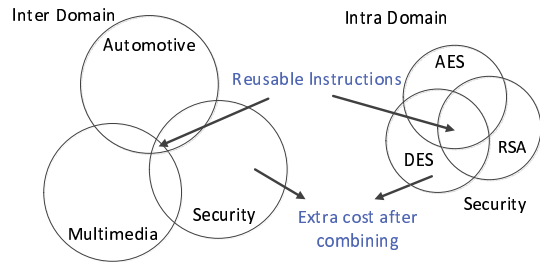 Inter Domain
Automotive
Multimedia
Security
Reusable Instructions
Extra cost after
combining
Intra Domain
AES
DES
RSA
Security